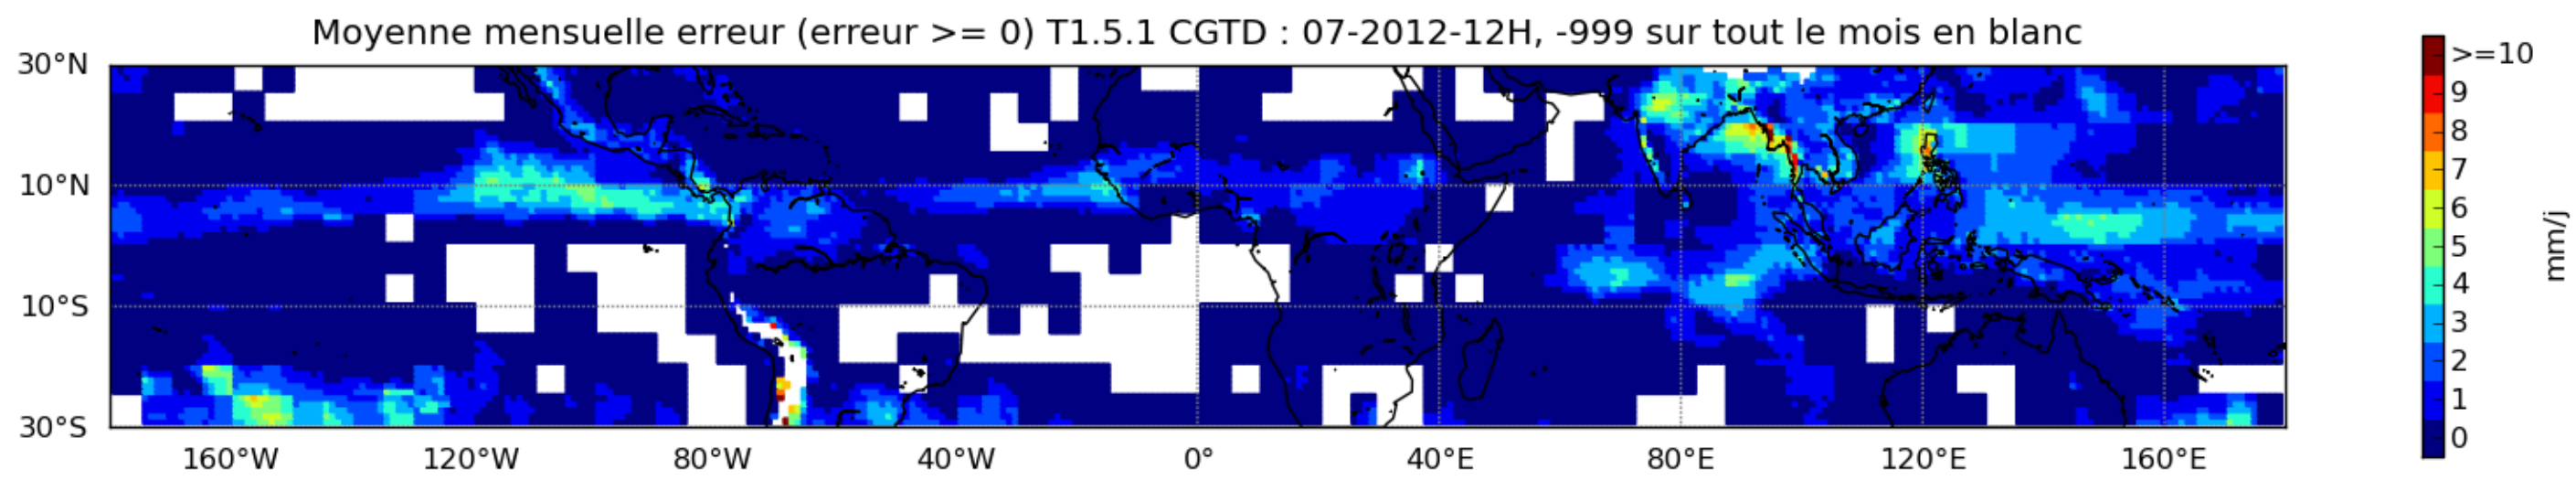 Moyenne mensuelle erreur (erreur >= 0) T1.5.1 CGTD : 07-2012-12H, -999 sur tout le mois en blanc
30°N
10°N
10°S
30°S
160°W 120°W 80°W 40°W 0° 40°E 80°E 120°E 160°E
>=10
9
8
7
6
5
4
3
2
1
0
mm/j